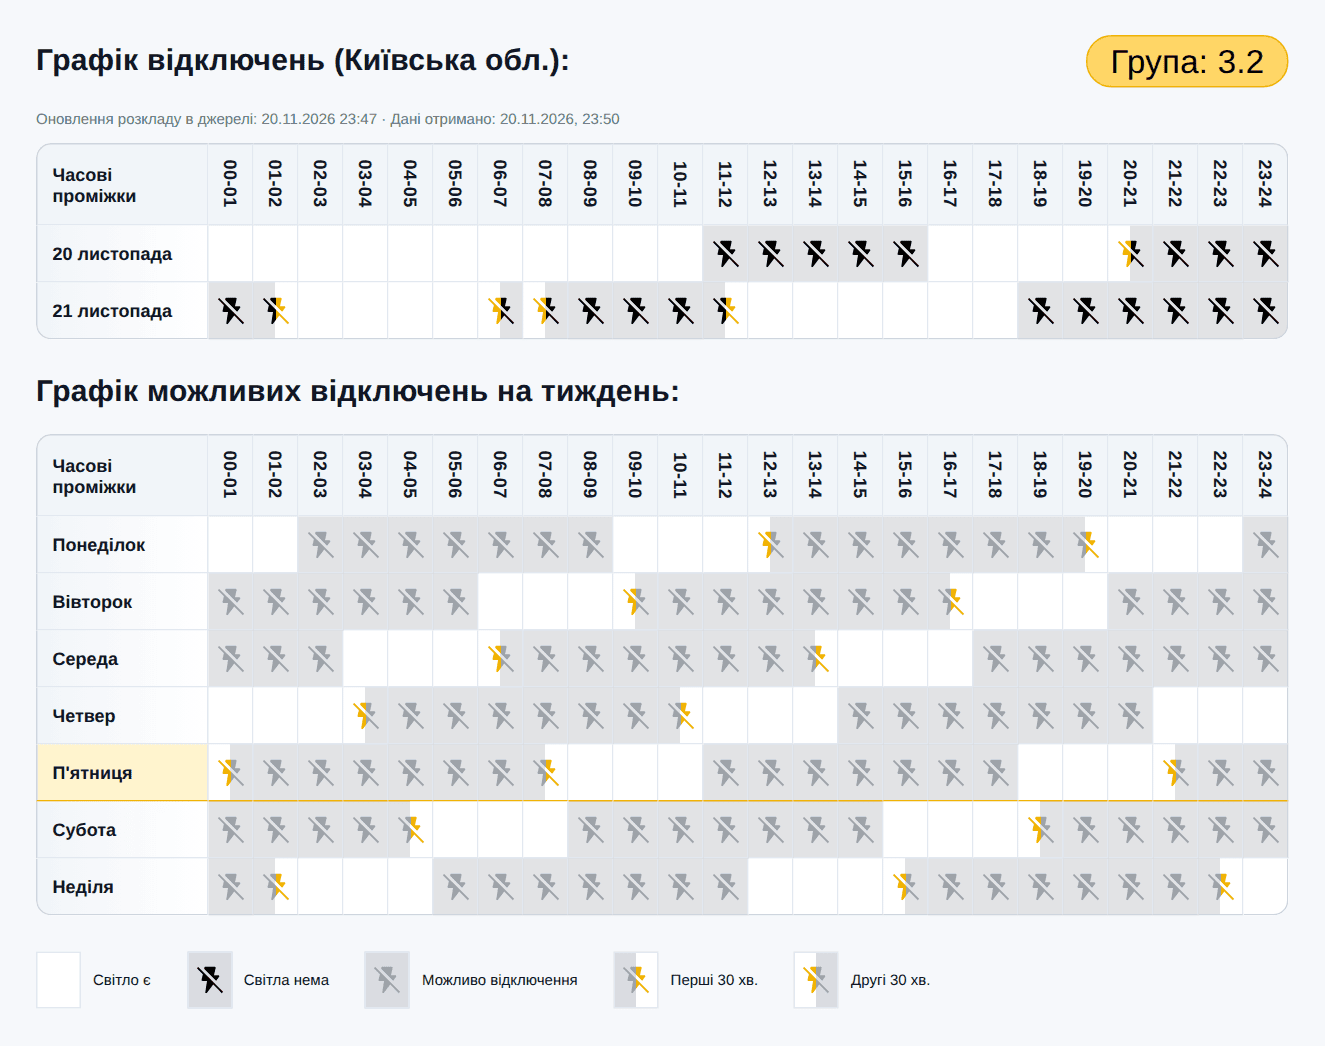 Графік відключень (Київська обл.):
Група: 3.2
Оновлення розкладу в джерелі: 20.11.2026 23:47 · Дані отримано: 20.11.2026, 23:50
Часові проміжки 00-01 01-02 02-03 03-04 04-05 05-06 06-07 07-08 08-09 09-10 10-11 11-12 12-13 13-14 14-15 15-16 16-17 17-18 18-19 19-20 20-21 21-22 22-23 23-24
20 листопада
21 листопада
Графік можливих відключень на тиждень:
Часові проміжки 00-01 01-02 02-03 03-04 04-05 05-06 06-07 07-08 08-09 09-10 10-11 11-12 12-13 13-14 14-15 15-16 16-17 17-18 18-19 19-20 20-21 21-22 22-23 23-24
Понеділок
Вівторок
Середа
Четвер
П'ятниця
Субота
Неділя
Світло є Світла нема Можливо відключення Перші 30 хв. Другі 30 хв.